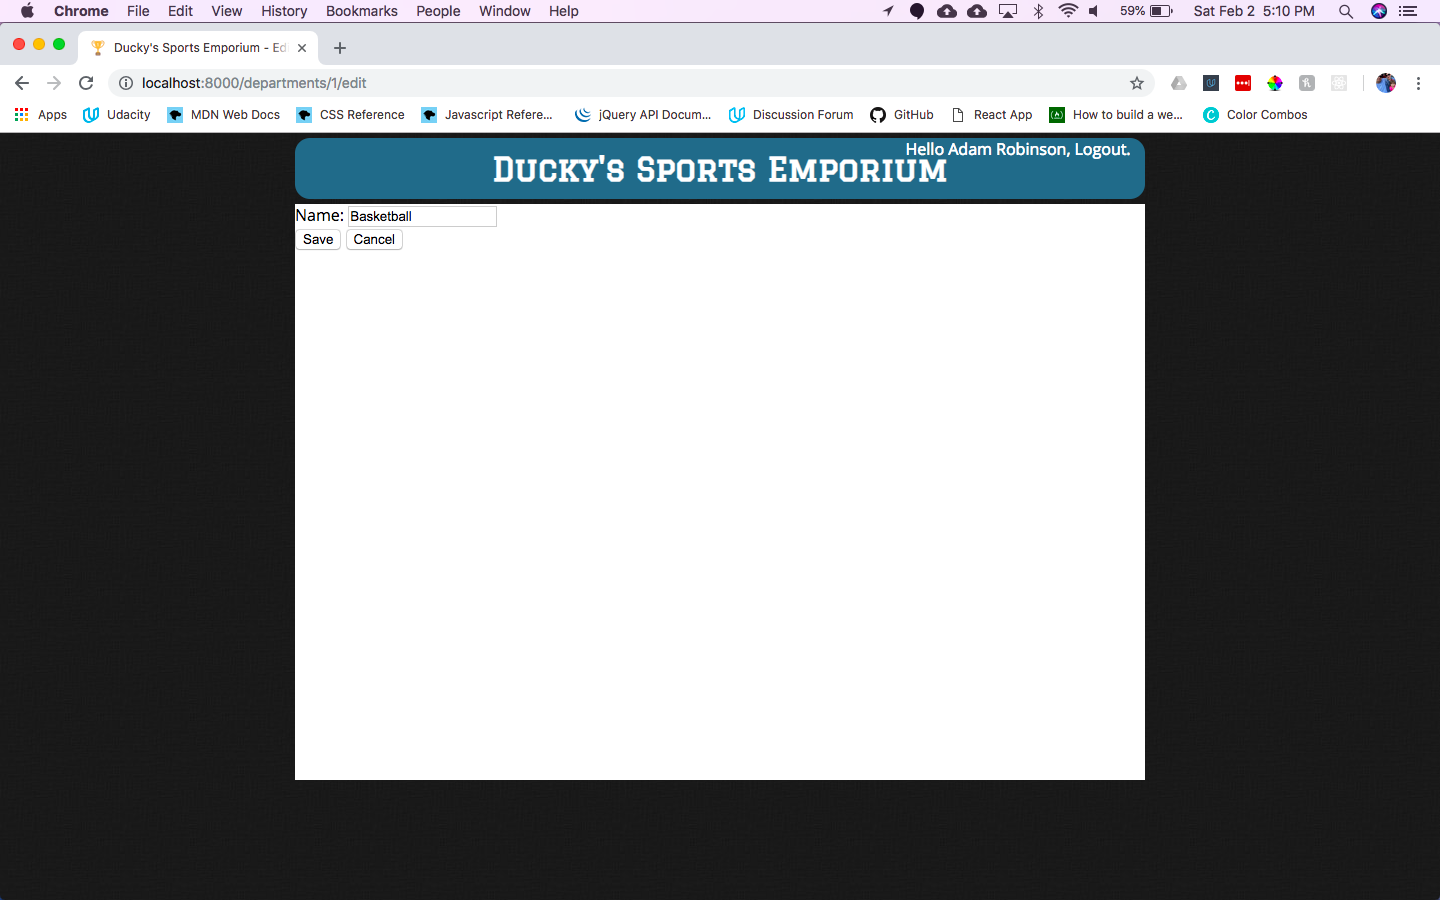 Chrome File Edit View History Bookmarks People Window Help 59% Sat Feb 2 5:10 PM
Ducky's Sports Emporium - Ed
localhost:8000/departments/1/edit
Apps Udacity MDN Web Docs CSS Reference Javascript Refere... jQuery API Docum... Discussion Forum GitHub React App How to build a we... Color Combos
Hello Adam Robinson, Logout.
Ducky's Sports Emporium
Name: Basketball
Save Cancel